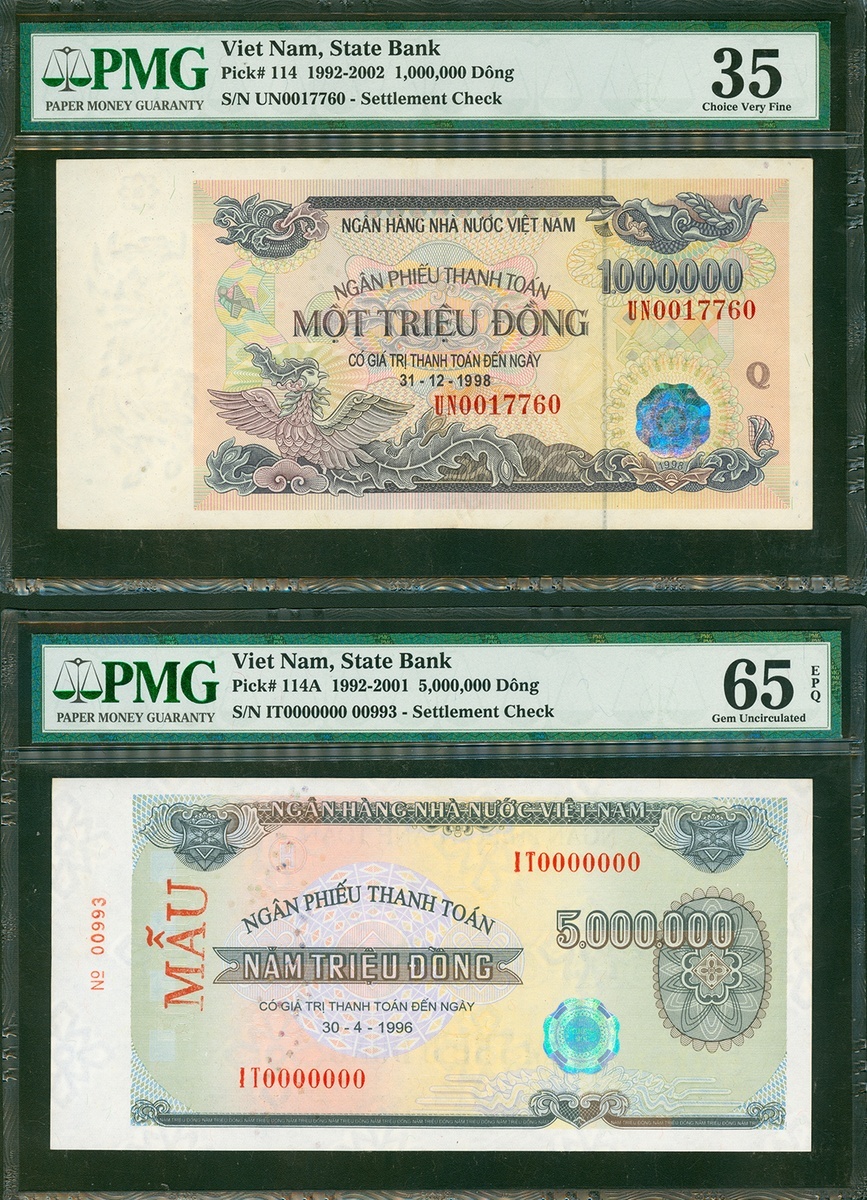 PMG
PAPER MONEY GUARANTY
Viet Nam, State Bank
Pick# 114 1992-2002 1,000,000 Dông
S/N UN0017760 - Settlement Check
35
Choice Very Fine
NGÂN HÀNG NHÀ NƯỚC VIỆT NAM
NGÂN PHIẾU THANH TOÁN
1.000.000
UN0017760
MỘT TRIỆU ĐỒNG
CÓ GIÁ TRỊ THANH TOÁN ĐẾN NGÀY
31 - 12 - 1998
Q
UN0017760
1998
PMG
PAPER MONEY GUARANTY
Viet Nam, State Bank
Pick# 114A 1992-2001 5,000,000 Dông
S/N IT0000000 00993 - Settlement Check
65
EPQ
Gem Uncirculated
NGÂN HÀNG NHÀ NƯỚC VIỆT NAM
IT0000000
NGÂN PHIẾU THANH TOÁN
5.000.000
MẪU
Nº 00993
NĂM TRIỆU ĐỒNG
CÓ GIÁ TRỊ THANH TOÁN ĐẾN NGÀY
30 - 4 - 1996
IT0000000